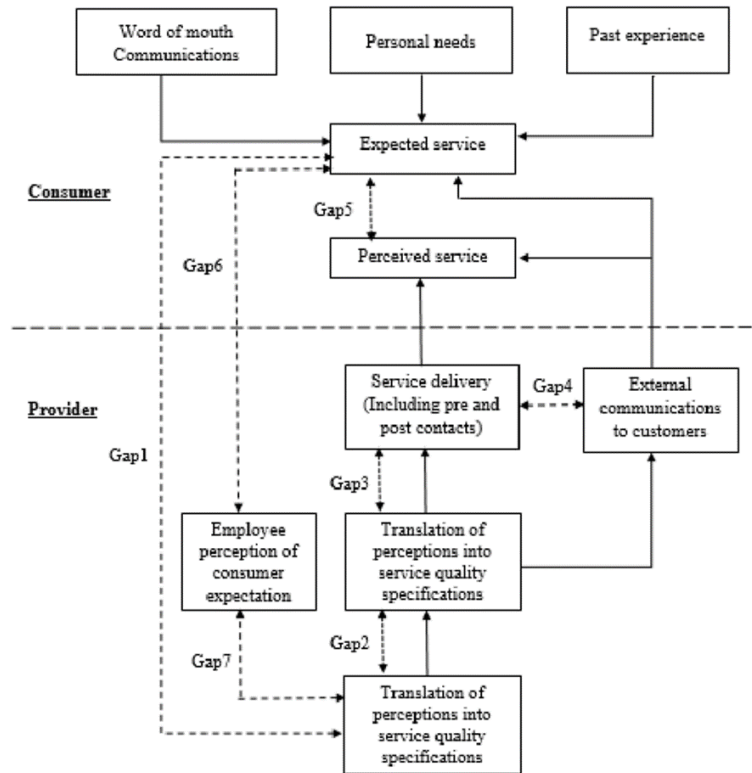 Word of mouth
Communications
Personal needs
Past experience
Expected service
Consumer
Gap5
Gap6
Perceived service
Provider
Service delivery
(Including pre and
post contacts)
Gap4
External
communications
to customers
Gap1
Gap3
Employee
perception of
consumer
expectation
Translation of
perceptions into
service quality
specifications
Gap2
Gap7
Translation of
perceptions into
service quality
specifications